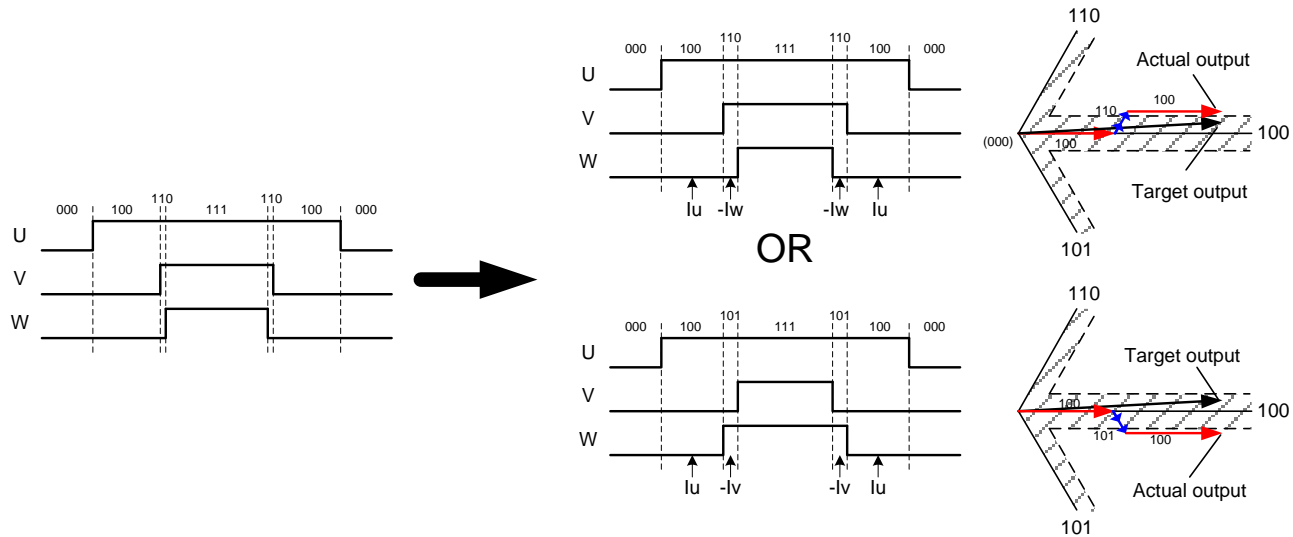 000 100 110 111 110 100 000
U
V
W
000 100 110 111 110 100 000
U
V
W
Iu -Iw -Iw Iu
OR
000 100 101 111 101 100 000
U
V
W
Iu -Iv -Iv Iu
110
Actual output
100
110
(000)
100
100
Target output
101
110
Target output
100
100
101
100
Actual output
101